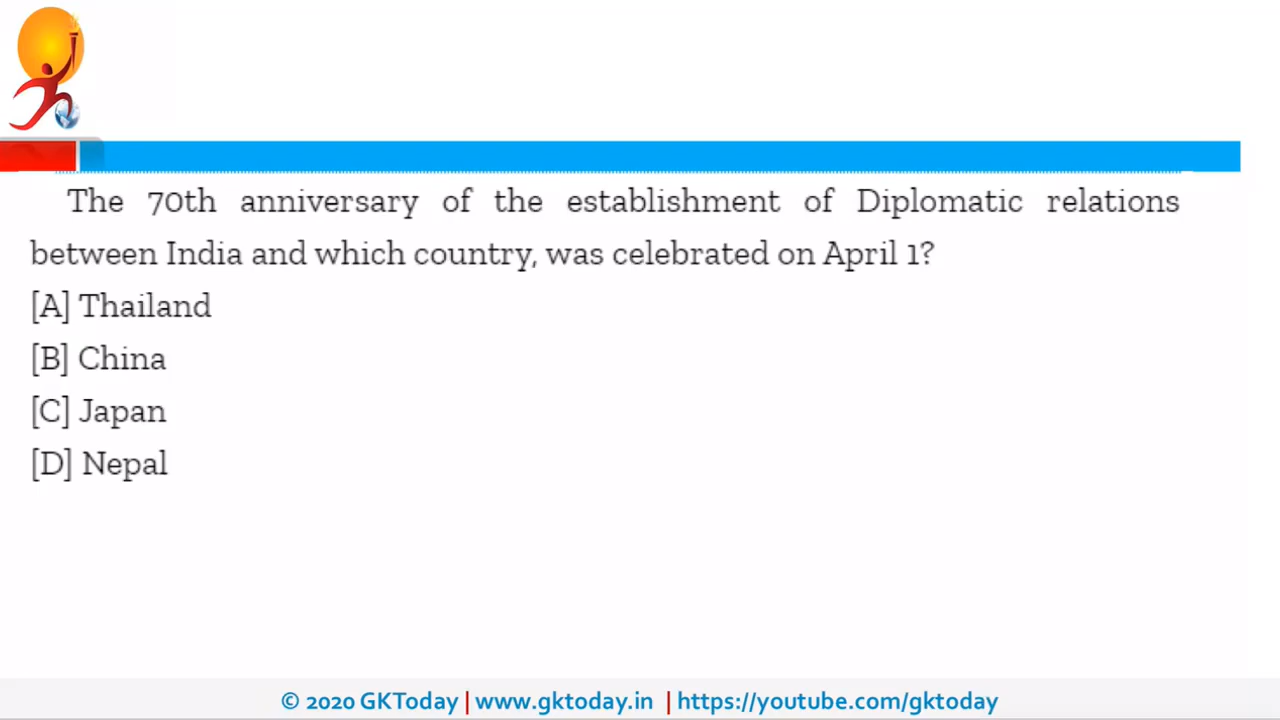 The 70th anniversary of the establishment of Diplomatic relations
between India and which country, was celebrated on April 1?
[A] Thailand
[B] China
[C] Japan
[D] Nepal
© 2020 GKToday | www.gktoday.in | https://youtube.com/gktoday